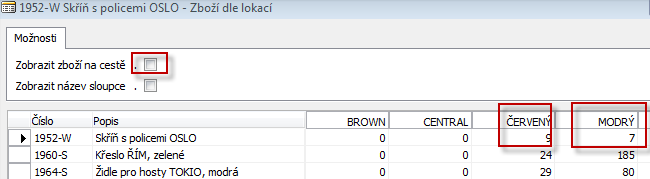 1952-W Skříň s policemi OSLO - Zboží dle lokací
Možnosti
Zobrazit zboží na cestě .
Zobrazit název sloupce .
Číslo Popis BROWN CENTRAL ČERVENÝ MODRÝ
1952-W Skříň s policemi OSLO 0 0 9 7
1960-S Křeslo ŘÍM, zelené 0 0 24 185
1964-S Židle pro hosty TOKIO, modrá 0 0 29 80